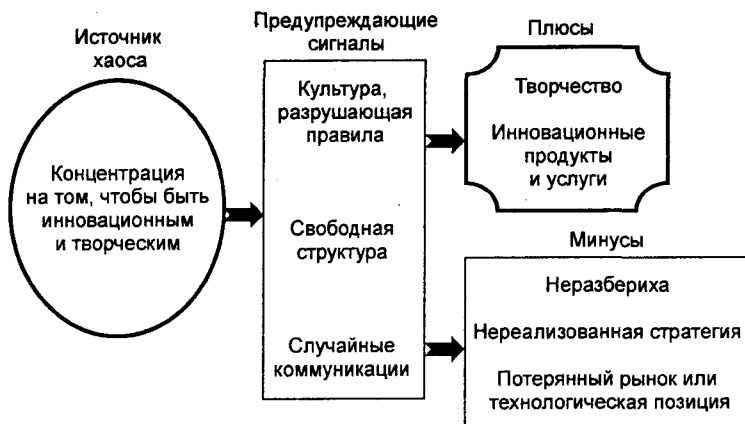 Источник
хаоса
Концентрация
на том, чтобы быть
инновационным
и творческим
Предупреждающие
сигналы
Культура,
разрушающая
правила
Свободная
структура
Случайные
коммуникации
Плюсы
Творчество
Инновационные
продукты
и услуги
Минусы
Неразбериха
Нереализованная стратегия
Потерянный рынок или
технологическая позиция